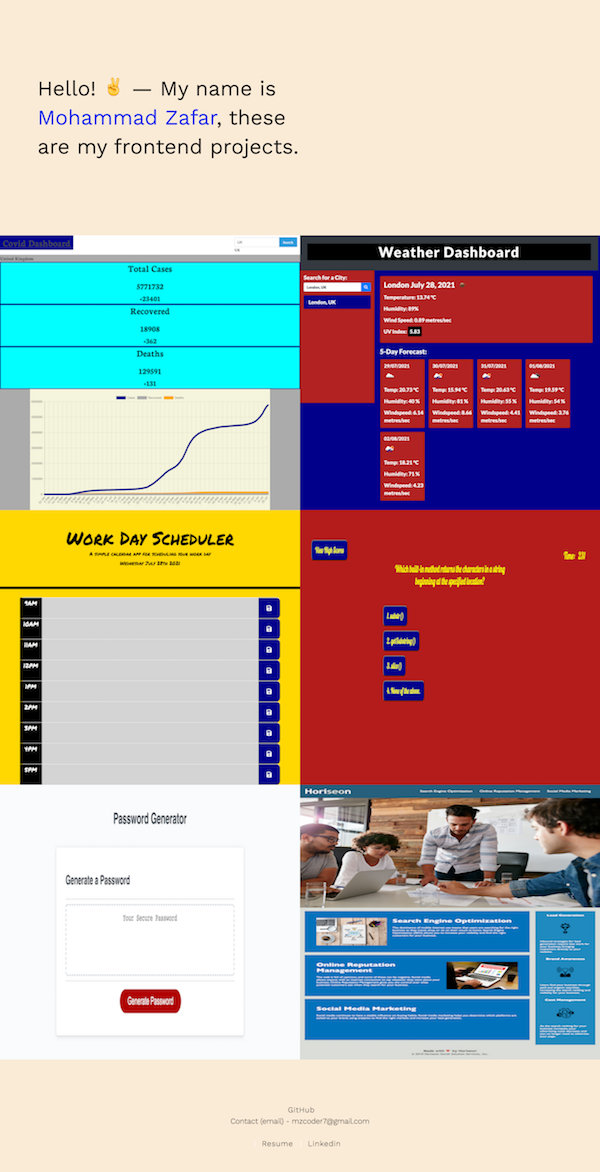 Hello! ✌ — My name is
Mohammad Zafar, these
are my frontend projects.
Covid Dashboard
UK
Search
United Kingdom
Total Cases
5771732
+23401
Recovered
18908
+362
Deaths
129591
+131
Weather Dashboard
Search for a City:
London, UK
London, UK
London July 28, 2021
Temperature: 13.74 °C
Humidity: 89%
Wind Speed: 0.89 metres/sec
UV Index: 5.83
5-Day Forecast:
29/07/2021
Temp: 20.73 °C
Humidity: 40 %
Windspeed: 6.14
metres/sec
30/07/2021
Temp: 15.94 °C
Humidity: 81 %
Windspeed: 8.66
metres/sec
31/07/2021
Temp: 20.63 °C
Humidity: 55 %
Windspeed: 4.41
metres/sec
01/08/2021
Temp: 19.59 °C
Humidity: 54 %
Windspeed: 3.76
metres/sec
02/08/2021
Temp: 18.21 °C
Humidity: 71 %
Windspeed: 4.23
metres/sec
Work Day Scheduler
A simple calendar app for scheduling your work day
Wednesday July 28th 2021
9AM
10AM
11AM
12PM
1PM
2PM
3PM
4PM
5PM
View High Scores
Time: 231
Which built-in method returns the characters in a string
beginning at the specified location?
1. substr()
2. getSubstring()
3. slice()
4. None of the above.
Password Generator
Generate a Password
Your Secure Password
Generate Password
Horiseon
Search Engine Optimization
Online Reputation Management
Social Media Marketing
Search Engine Optimization
Online Reputation
Management
Social Media Marketing
Lead Generation
Brand Awareness
Cost Management
Made with ❤ by Horiseon
GitHub
Contact (email) - mzcoder7@gmail.com
Resume
LinkedIn